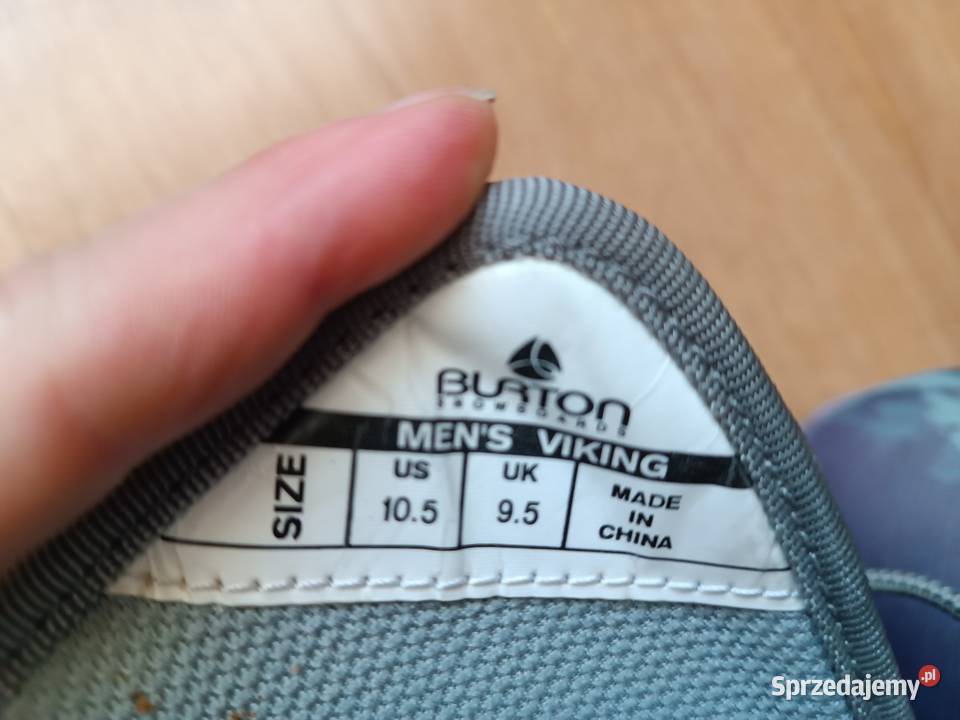 BURTON
SNOWBOARDS
MEN'S VIKING
SIZE
US
10.5
UK
9.5
MADE
IN
CHINA
Sprzedajemy.pl